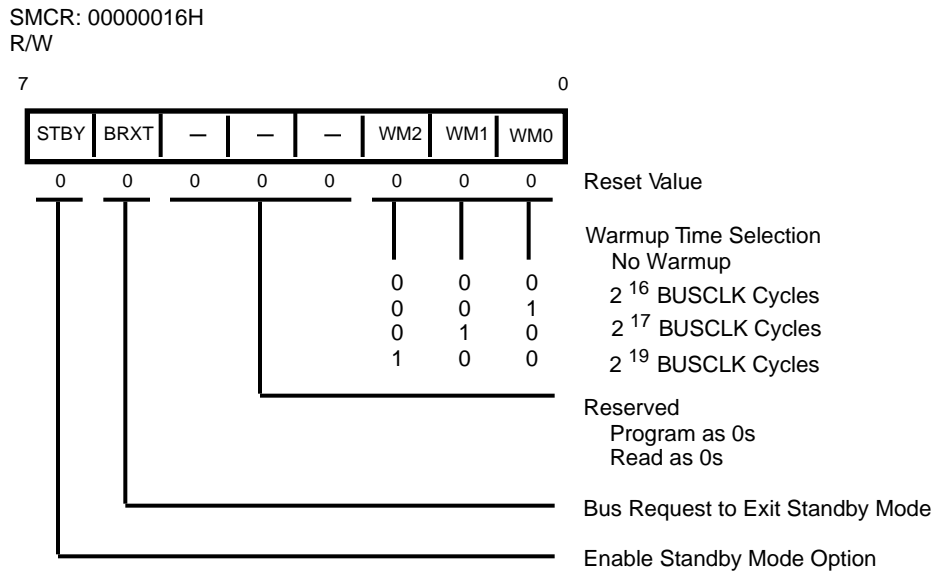 SMCR: 00000016H
R/W
7 0
STBY BRXT — — — WM2 WM1 WM0
0 0 0 0 0 0 0 0 Reset Value
Warmup Time Selection
No Warmup
0 0 0 2 16 BUSCLK Cycles
0 0 1
0 1 0 2 17 BUSCLK Cycles
1 0 0 2 19 BUSCLK Cycles
Reserved
Program as 0s
Read as 0s
Bus Request to Exit Standby Mode
Enable Standby Mode Option